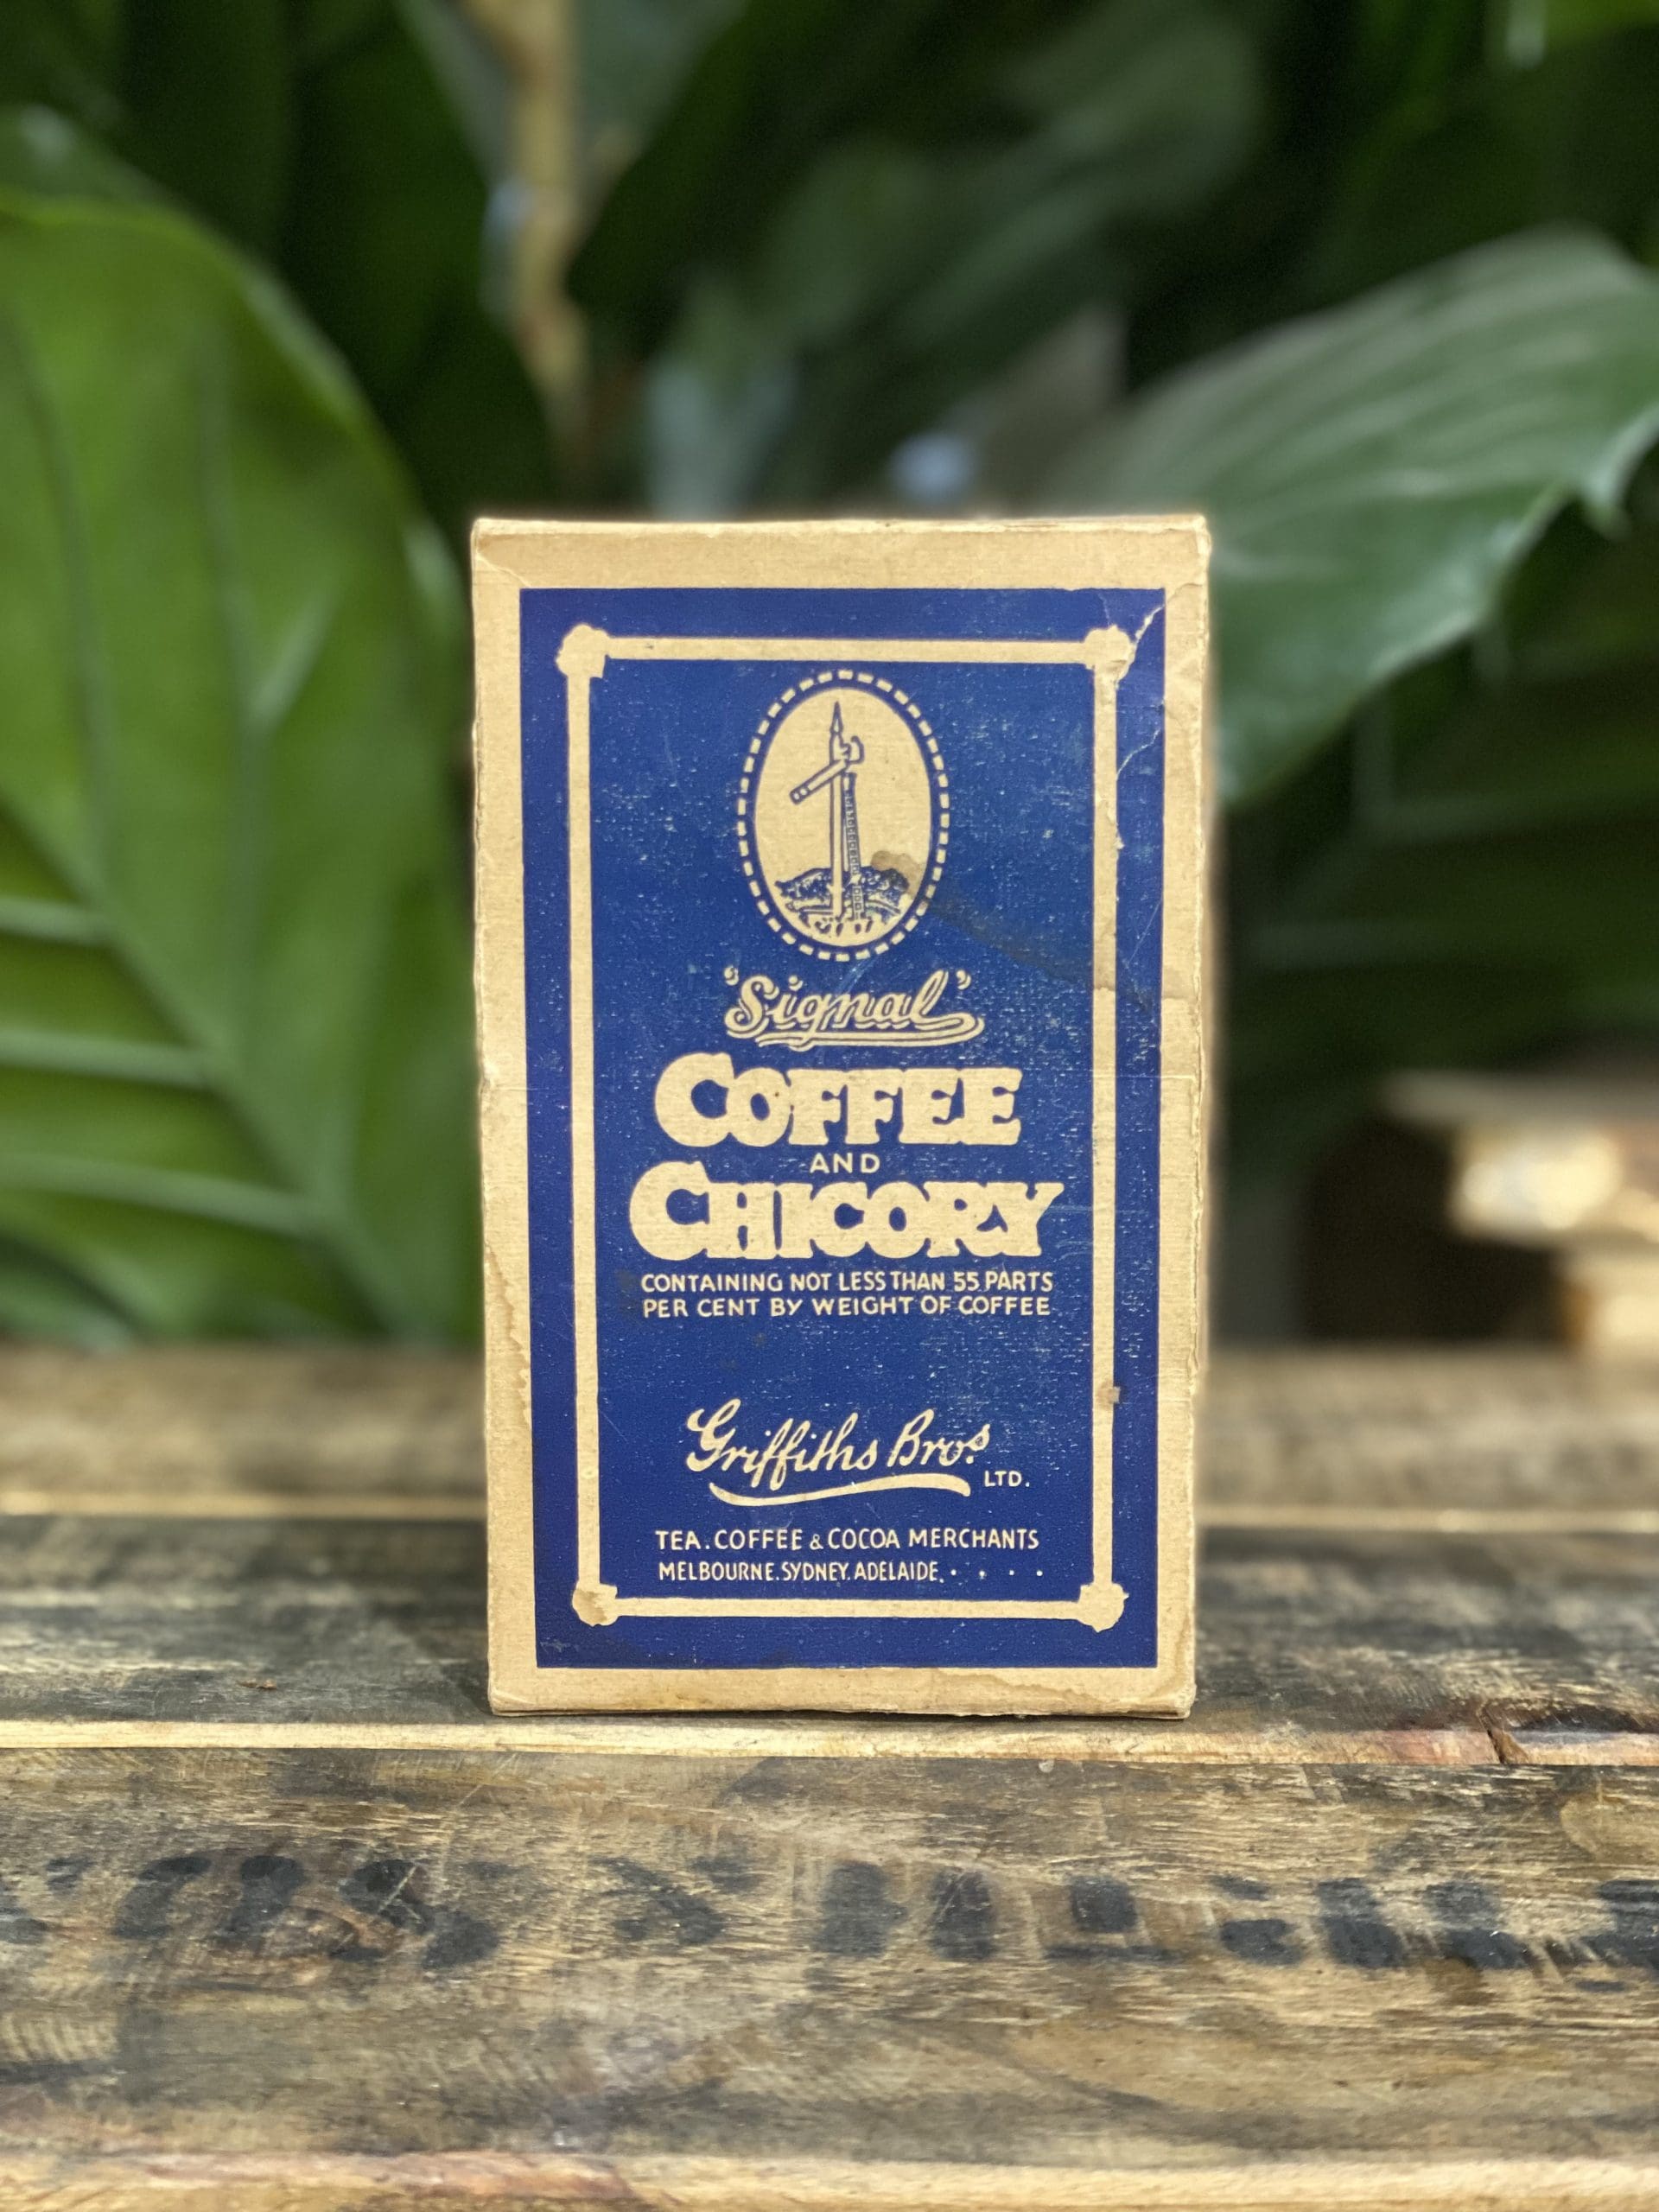 'Signal'
COFFEE
AND
CHICORY
CONTAINING NOT LESS THAN 55 PARTS
PER CENT BY WEIGHT OF COFFEE
Griffiths Bros.
LTD.
TEA. COFFEE & COCOA MERCHANTS
MELBOURNE. SYDNEY. ADELAIDE. . . . .